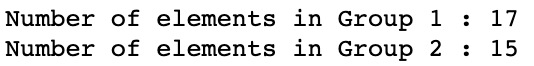 Number of elements in Group 1 : 17
Number of elements in Group 2 : 15